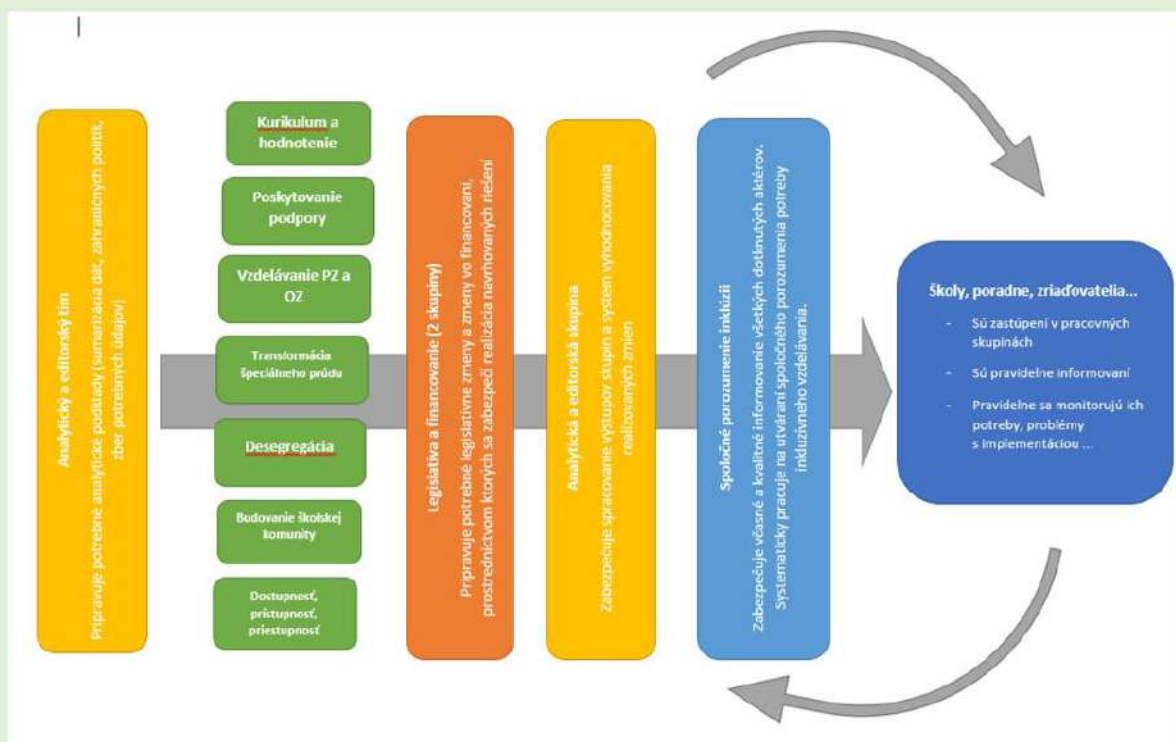 Analytický a editorský tím
Pripravuje potrebné analytické podklady (sumarizácia dát, zahraničných politík,
zber potrebných údajov)
Kurikulum a
hodnotenie
Poskytovanie
podpory
Vzdelávanie PZ a
OZ
Transformácia
špeciálneho prúdu
Desegregácia
Budovanie školskej
komunity
Dostupnosť,
prístupnosť,
priestupnosť
Legislatíva a financovanie (2 skupiny)
Pripravuje potrebné legislatívne zmeny a zmeny vo financovaní,
prostredníctvom ktorých sa zabezpečí realizácia navrhovaných riešení
Analytická a editorská skupina
Zabezpečuje spracovanie výstupov skupín a systém vyhodnocovania
realizovaných zmien
Spoločné porozumenie inklúzii
Zabezpečuje včasné a kvalitné informovanie všetkých dotknutých aktérov.
Systematicky pracuje na utváraní spoločného porozumenia potreby
inkluzívneho vzdelávania.
Školy, poradne, zriaďovatelia...
- Sú zastúpení v pracovných
skupinách
- Sú pravidelne informovaní
- Pravidelne sa monitorujú ich
potreby, problémy
s implementáciou ...